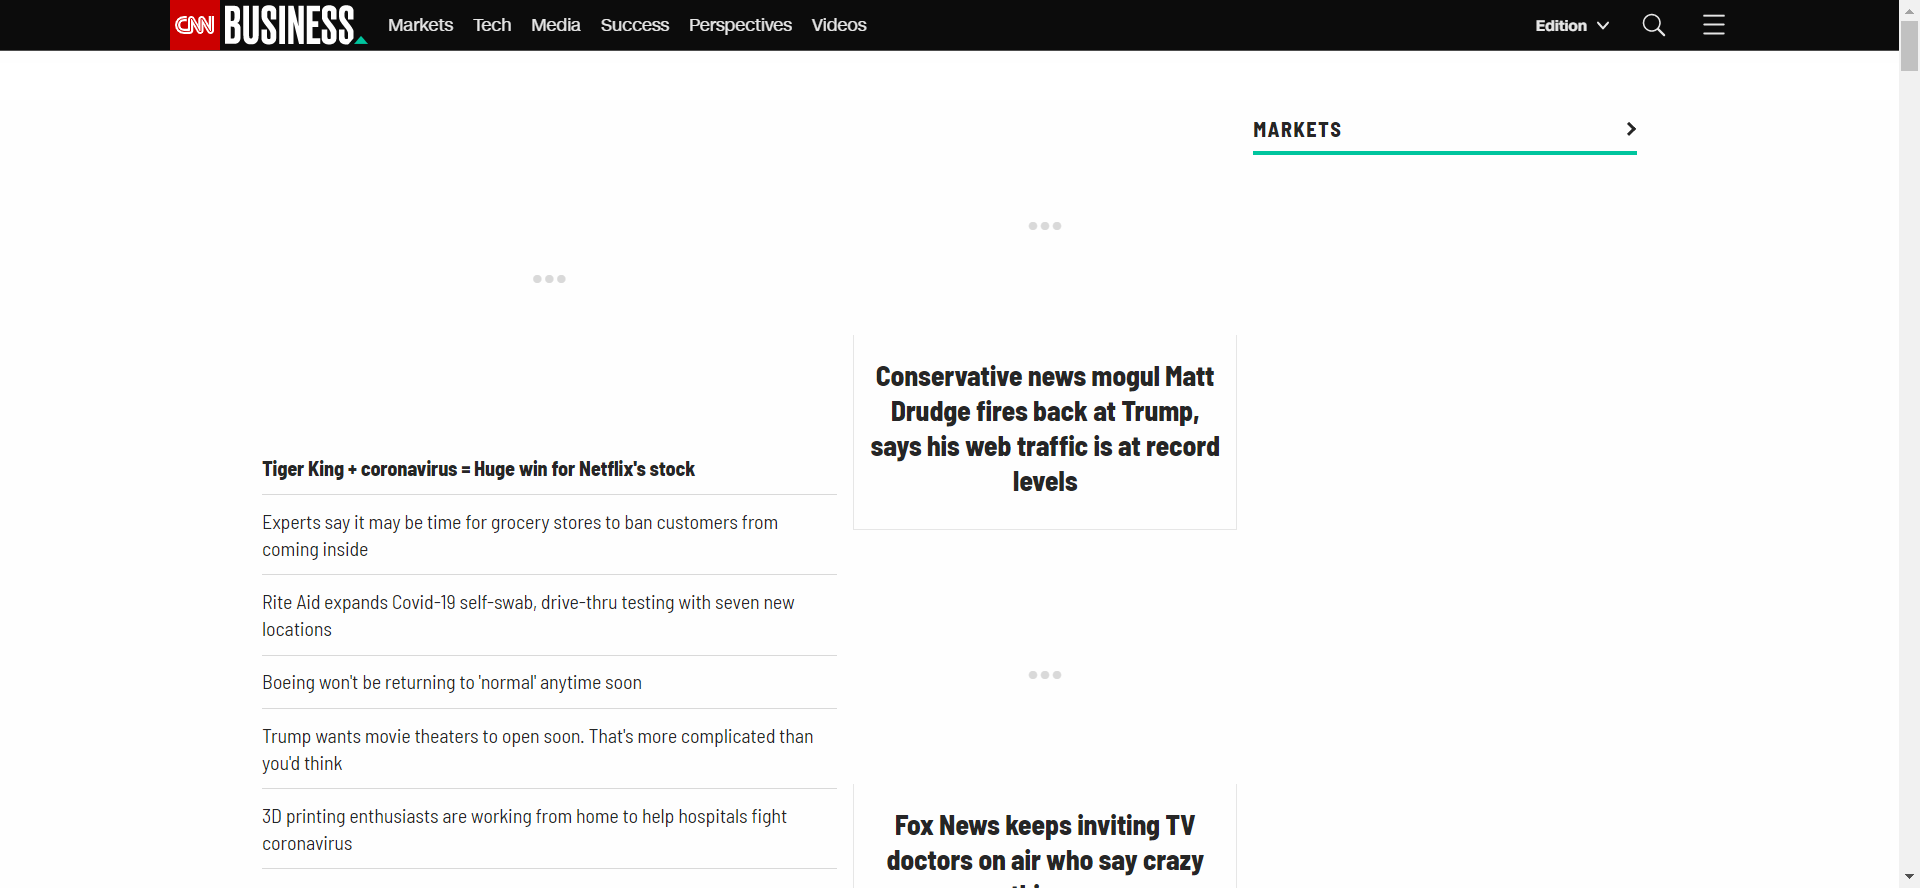 CNN BUSINESS Markets Tech Media Success Perspectives Videos Edition
MARKETS
Tiger King + coronavirus = Huge win for Netflix's stock
Experts say it may be time for grocery stores to ban customers from
coming inside
Rite Aid expands Covid-19 self-swab, drive-thru testing with seven new
locations
Boeing won't be returning to 'normal' anytime soon
Trump wants movie theaters to open soon. That's more complicated than
you'd think
3D printing enthusiasts are working from home to help hospitals fight
coronavirus
Conservative news mogul Matt
Drudge fires back at Trump,
says his web traffic is at record
levels
Fox News keeps inviting TV
doctors on air who say crazy